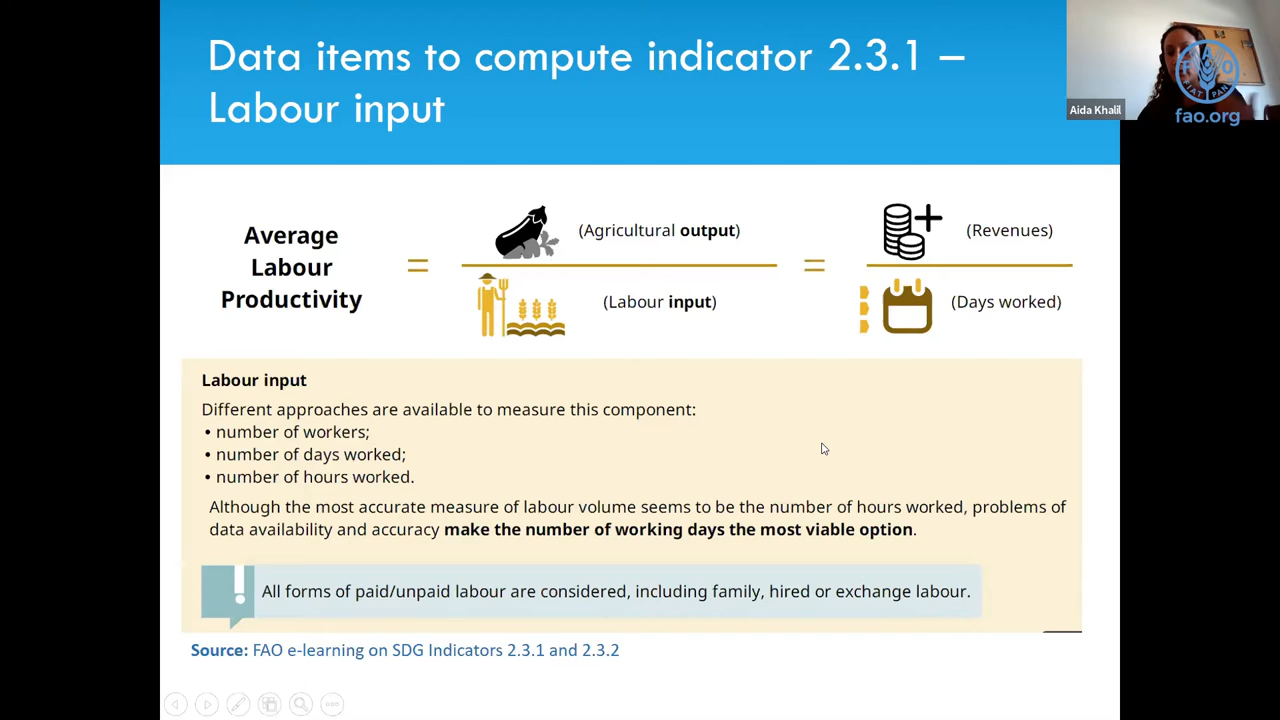 Data items to compute indicator 2.3.1 –
Labour input
Aida Khalil
FAO
FIAT PAN
fao.org
Average
Labour
Productivity
=
(Agricultural output)
(Labour input)
=
(Revenues)
(Days worked)
Labour input
Different approaches are available to measure this component:
• number of workers;
• number of days worked;
• number of hours worked.
Although the most accurate measure of labour volume seems to be the number of hours worked, problems of
data availability and accuracy make the number of working days the most viable option.
! All forms of paid/unpaid labour are considered, including family, hired or exchange labour.
Source: FAO e-learning on SDG Indicators 2.3.1 and 2.3.2